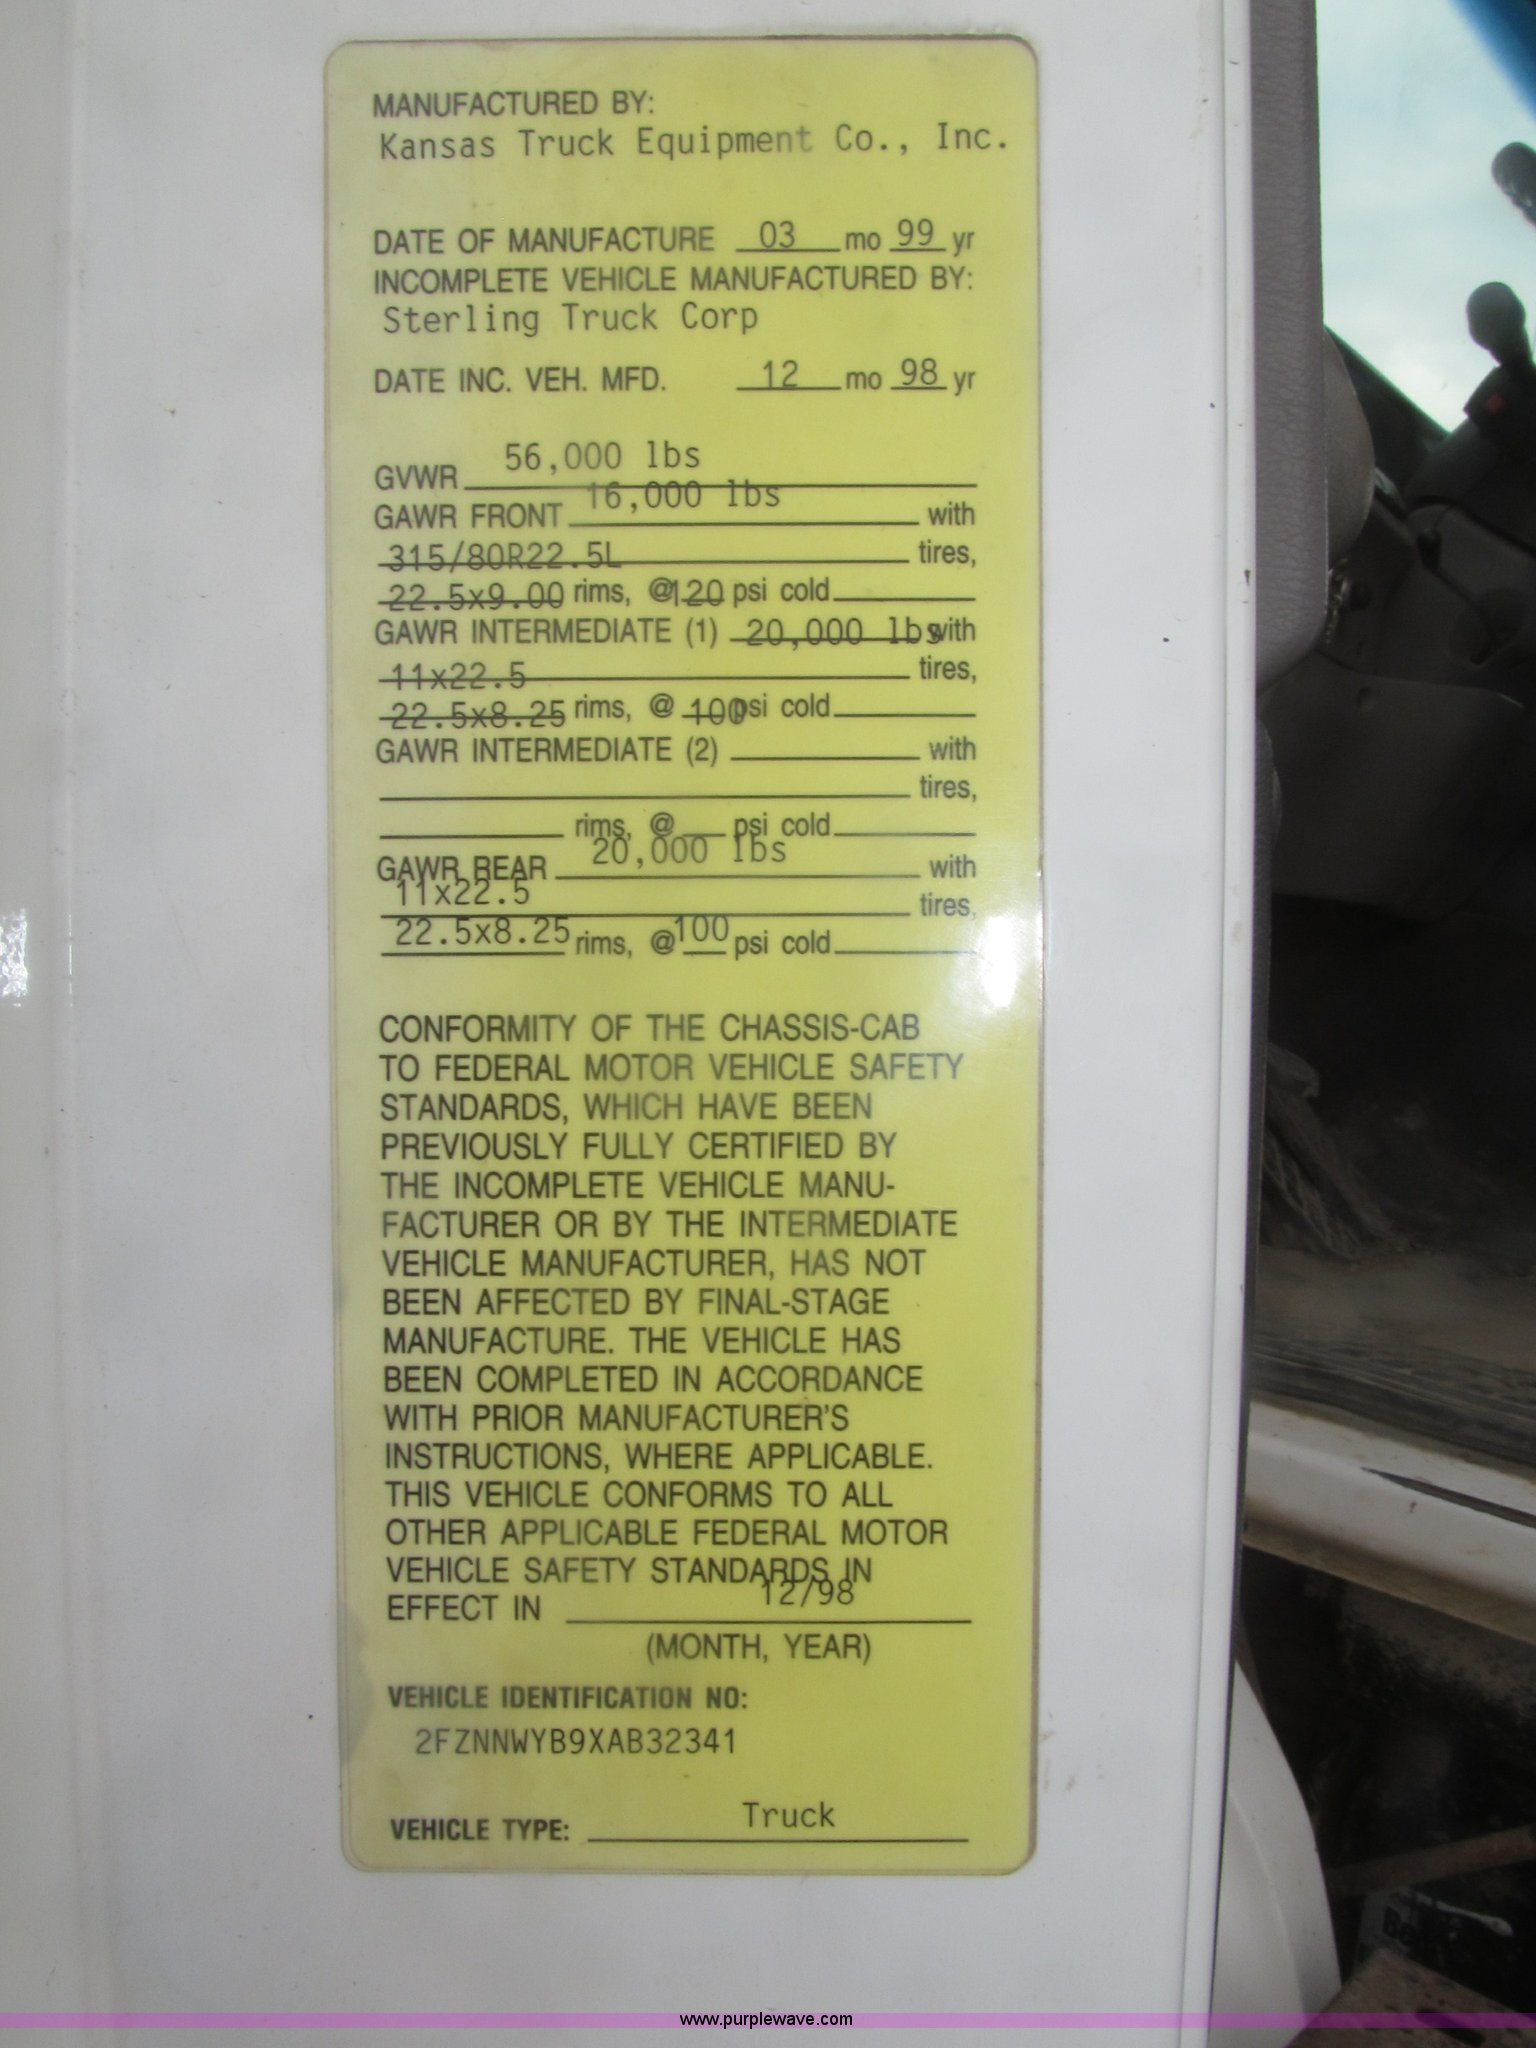 MANUFACTURED BY:
Kansas Truck Equipment Co., Inc.
DATE OF MANUFACTURE 03 mo 99 yr
INCOMPLETE VEHICLE MANUFACTURED BY:
Sterling Truck Corp
DATE INC. VEH. MFD. 12 mo 98 yr
GVWR 56,000 lbs
GAWR FRONT 16,000 lbs with
315/80R22.5L tires,
22.5x9.00 rims, @120 psi cold
GAWR INTERMEDIATE (1) 20,000 lbs with
11x22.5 tires,
22.5x8.25 rims, @ 100 psi cold
GAWR INTERMEDIATE (2) with
tires,
rims, @ psi cold
GAWR REAR 20,000 lbs with
11x22.5 tires,
22.5x8.25 rims, @100 psi cold
CONFORMITY OF THE CHASSIS-CAB
TO FEDERAL MOTOR VEHICLE SAFETY
STANDARDS, WHICH HAVE BEEN
PREVIOUSLY FULLY CERTIFIED BY
THE INCOMPLETE VEHICLE MANU-
FACTURER OR BY THE INTERMEDIATE
VEHICLE MANUFACTURER, HAS NOT
BEEN AFFECTED BY FINAL-STAGE
MANUFACTURE. THE VEHICLE HAS
BEEN COMPLETED IN ACCORDANCE
WITH PRIOR MANUFACTURER'S
INSTRUCTIONS, WHERE APPLICABLE.
THIS VEHICLE CONFORMS TO ALL
OTHER APPLICABLE FEDERAL MOTOR
VEHICLE SAFETY STANDARDS IN
EFFECT IN 12/98
(MONTH, YEAR)
VEHICLE IDENTIFICATION NO:
2FZNNWYB9XAB32341
VEHICLE TYPE: Truck
www.purplewave.com